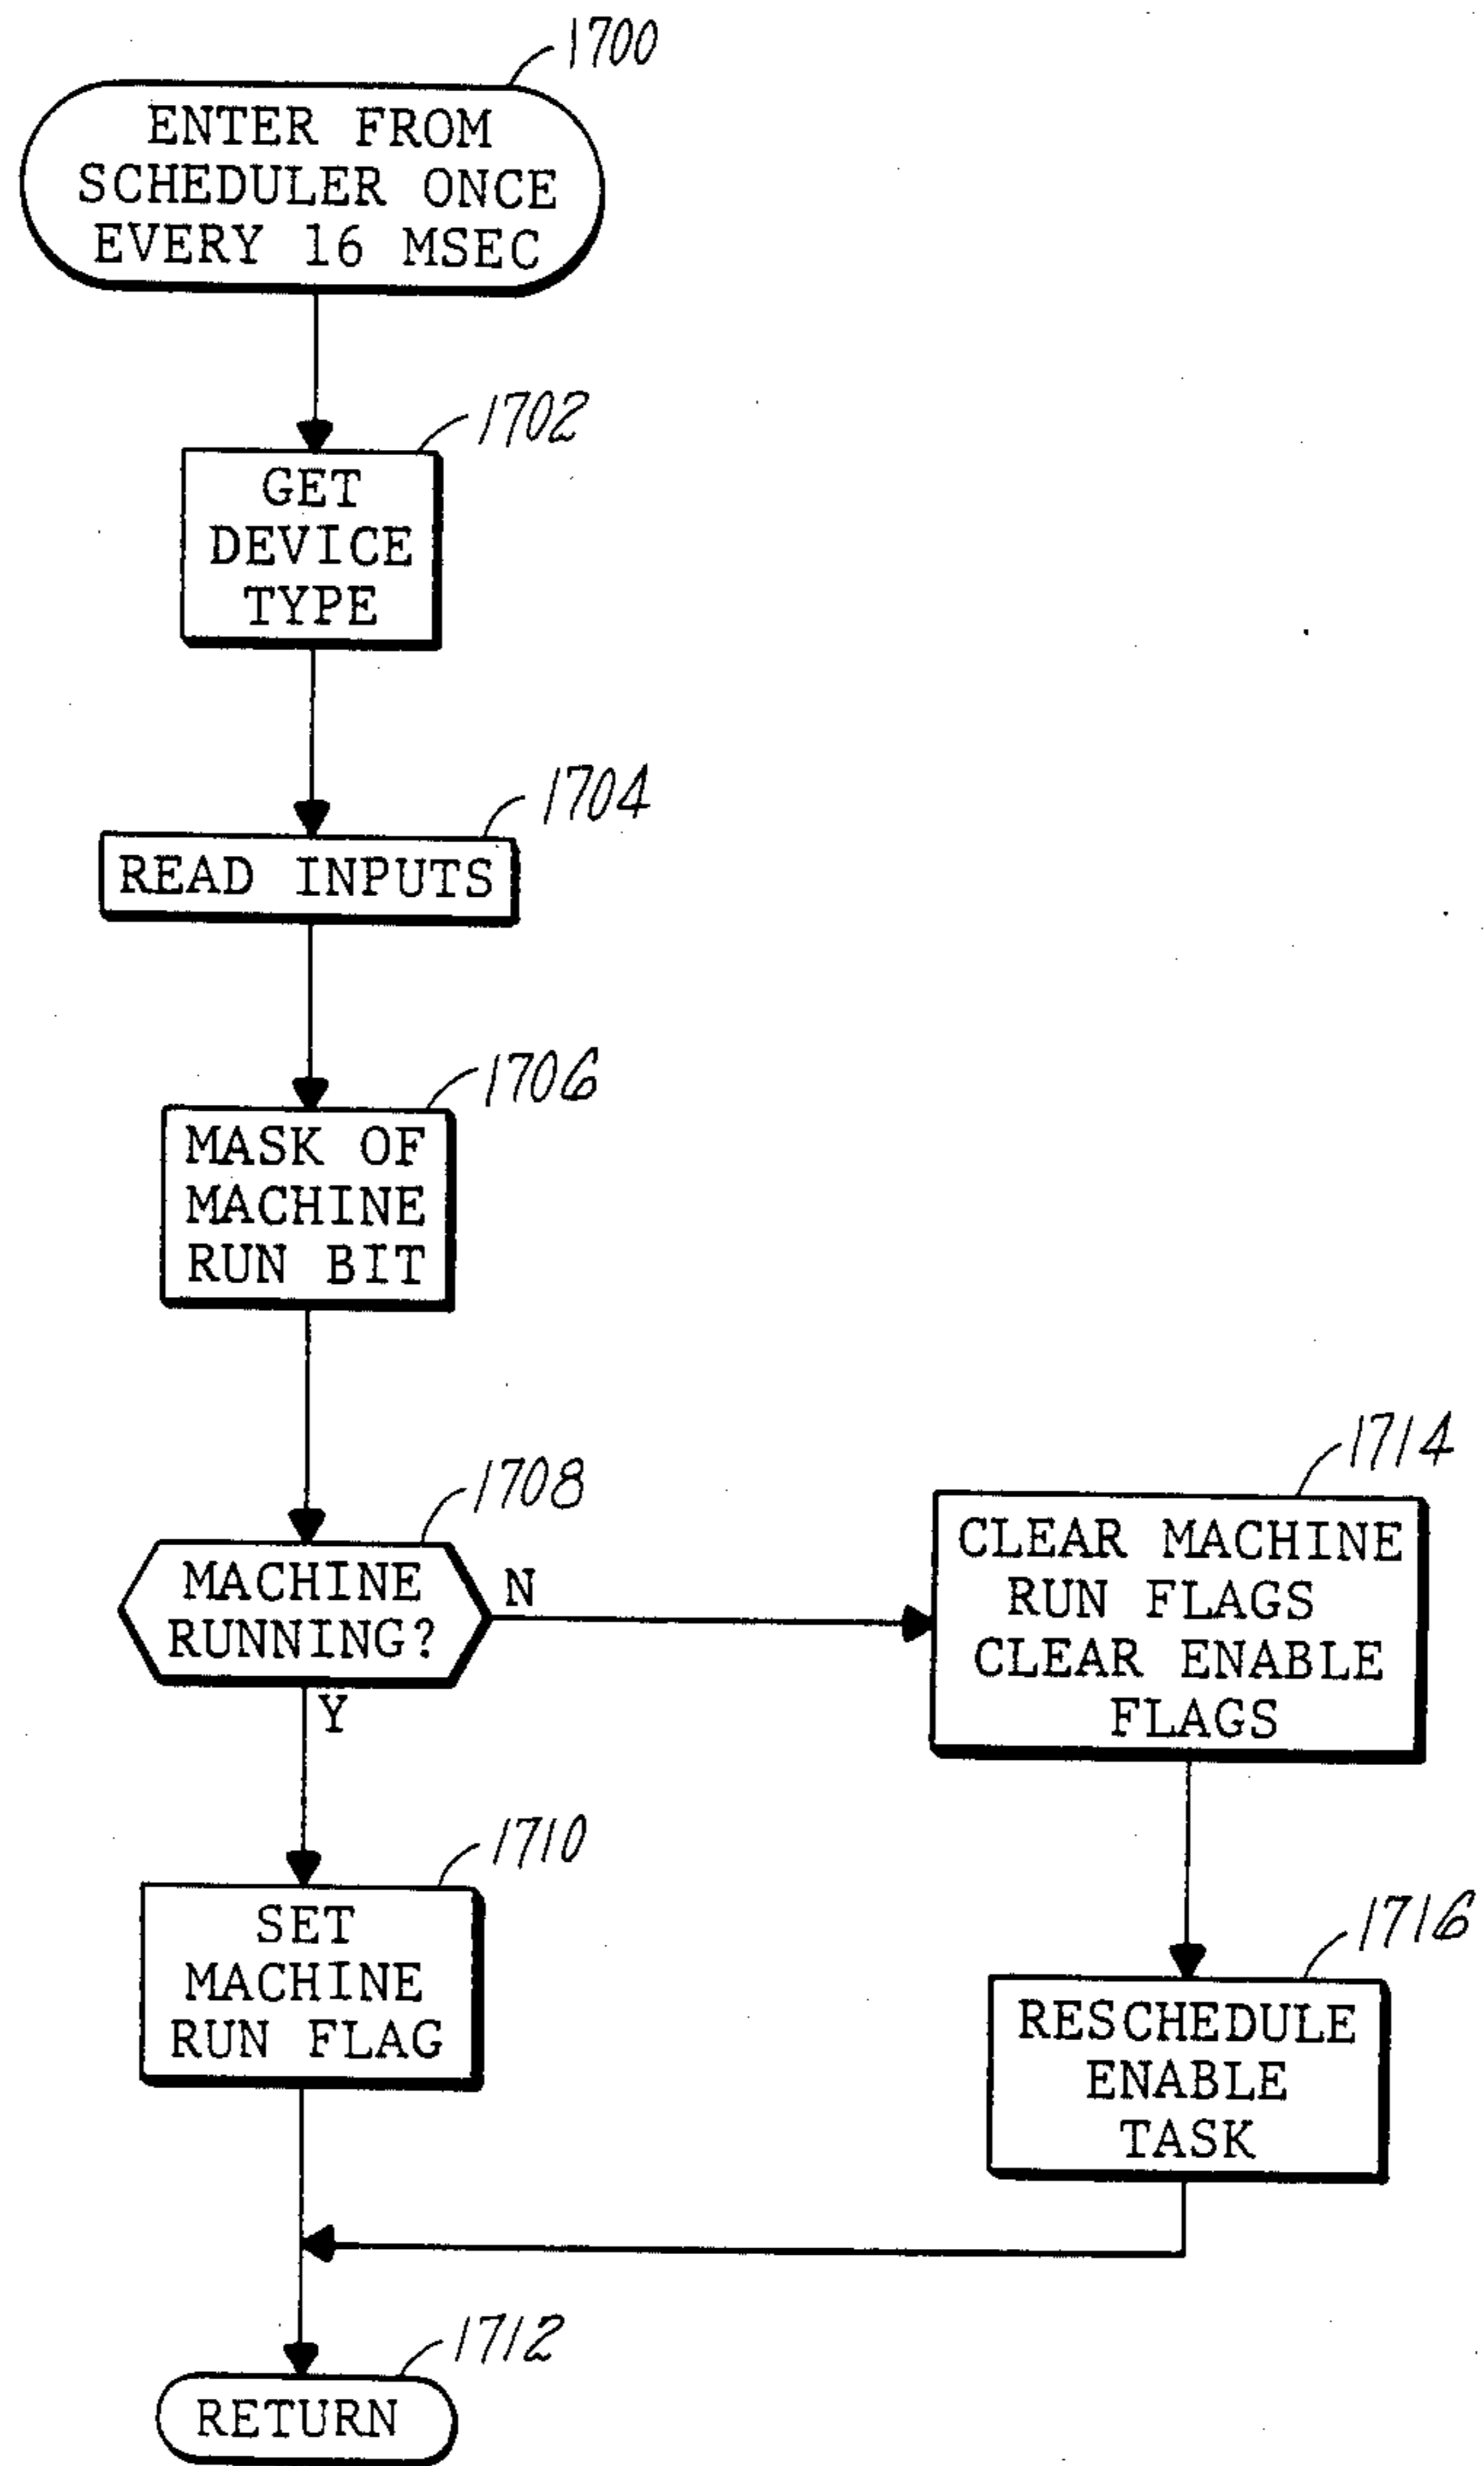 1700
ENTER FROM
SCHEDULER ONCE
EVERY 16 MSEC
1702
GET
DEVICE
TYPE
1704
READ INPUTS
1706
MASK OF
MACHINE
RUN BIT
1708
MACHINE
RUNNING?
N
Y
1714
CLEAR MACHINE
RUN FLAGS
CLEAR ENABLE
FLAGS
1710
SET
MACHINE
RUN FLAG
1716
RESCHEDULE
ENABLE
TASK
1712
RETURN